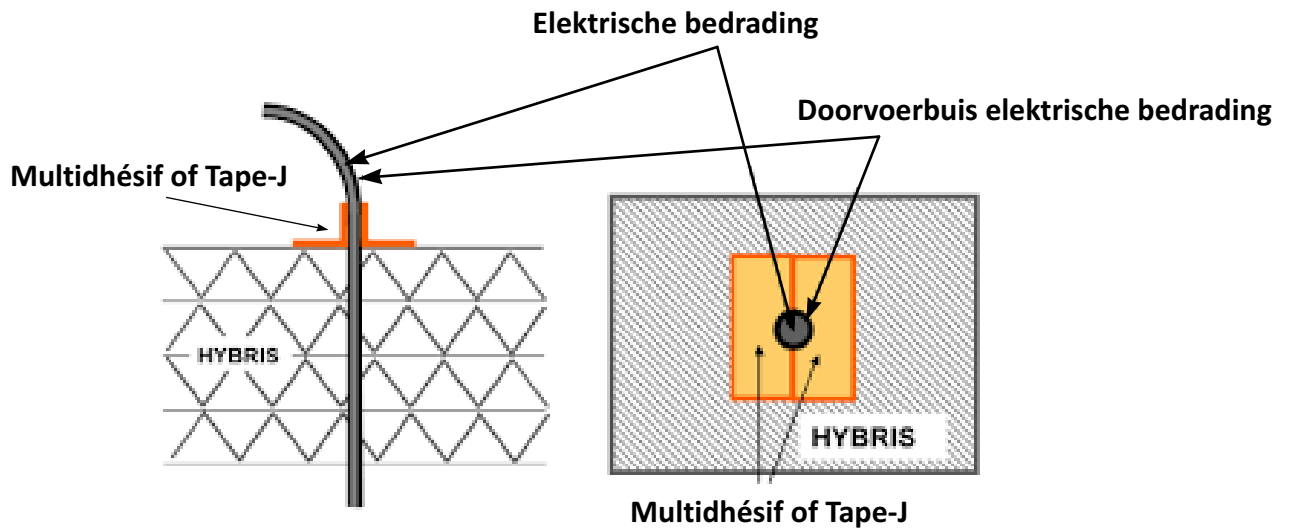 Elektrische bedrading
Doorvoerbuis elektrische bedrading
Multidhésif of Tape-J
HYBRIS
HYBRIS
Multidhésif of Tape-J